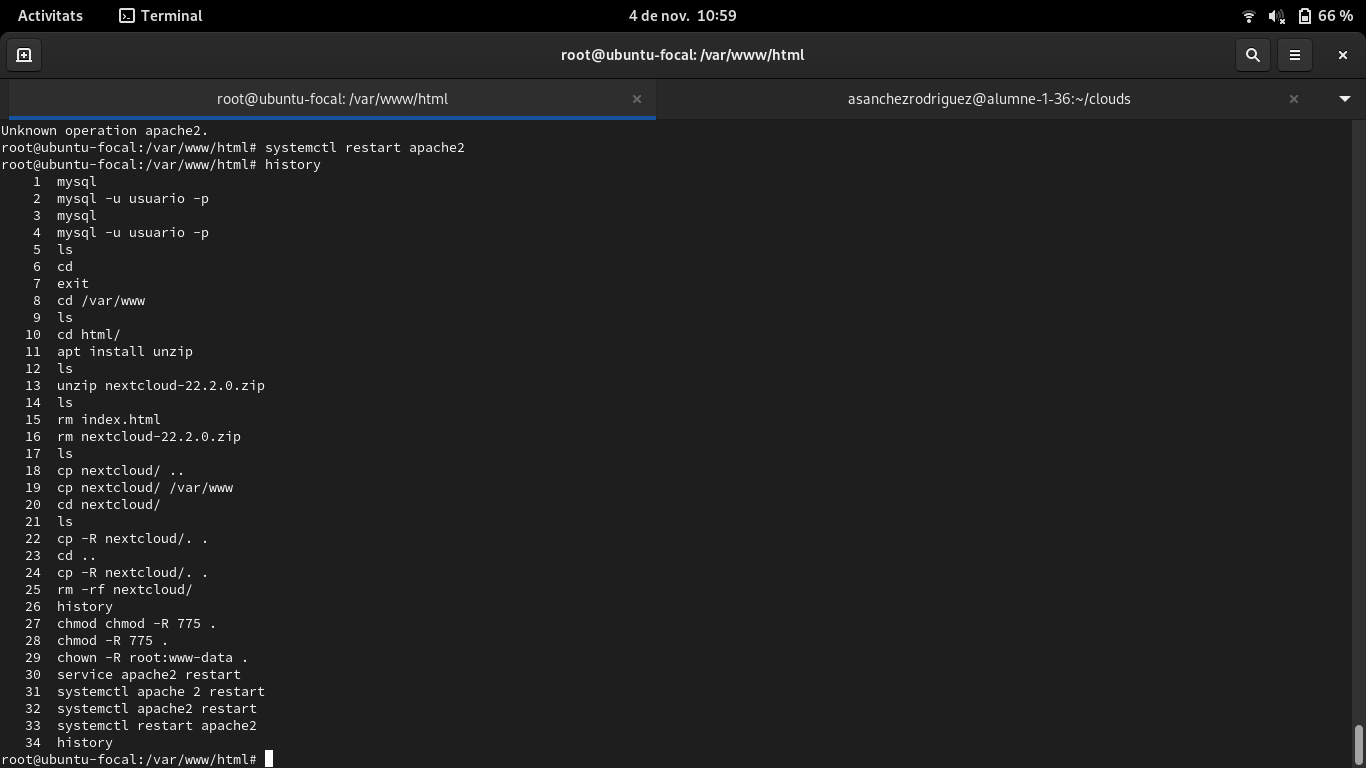 Activitats Terminal 4 de nov. 10:59 66 %
root@ubuntu-focal: /var/www/html
root@ubuntu-focal: /var/www/html asanchezrodriguez@alumne-1-36:~/clouds
Unknown operation apache2.
root@ubuntu-focal:/var/www/html# systemctl restart apache2
root@ubuntu-focal:/var/www/html# history
1 mysql
2 mysql -u usuario -p
3 mysql
4 mysql -u usuario -p
5 ls
6 cd
7 exit
8 cd /var/www
9 ls
10 cd html/
11 apt install unzip
12 ls
13 unzip nextcloud-22.2.0.zip
14 ls
15 rm index.html
16 rm nextcloud-22.2.0.zip
17 ls
18 cp nextcloud/ ..
19 cp nextcloud/ /var/www
20 cd nextcloud/
21 ls
22 cp -R nextcloud/. .
23 cd ..
24 cp -R nextcloud/. .
25 rm -rf nextcloud/
26 history
27 chmod chmod -R 775 .
28 chmod -R 775 .
29 chown -R root:www-data .
30 service apache2 restart
31 systemctl apache 2 restart
32 systemctl apache2 restart
33 systemctl restart apache2
34 history
root@ubuntu-focal:/var/www/html#